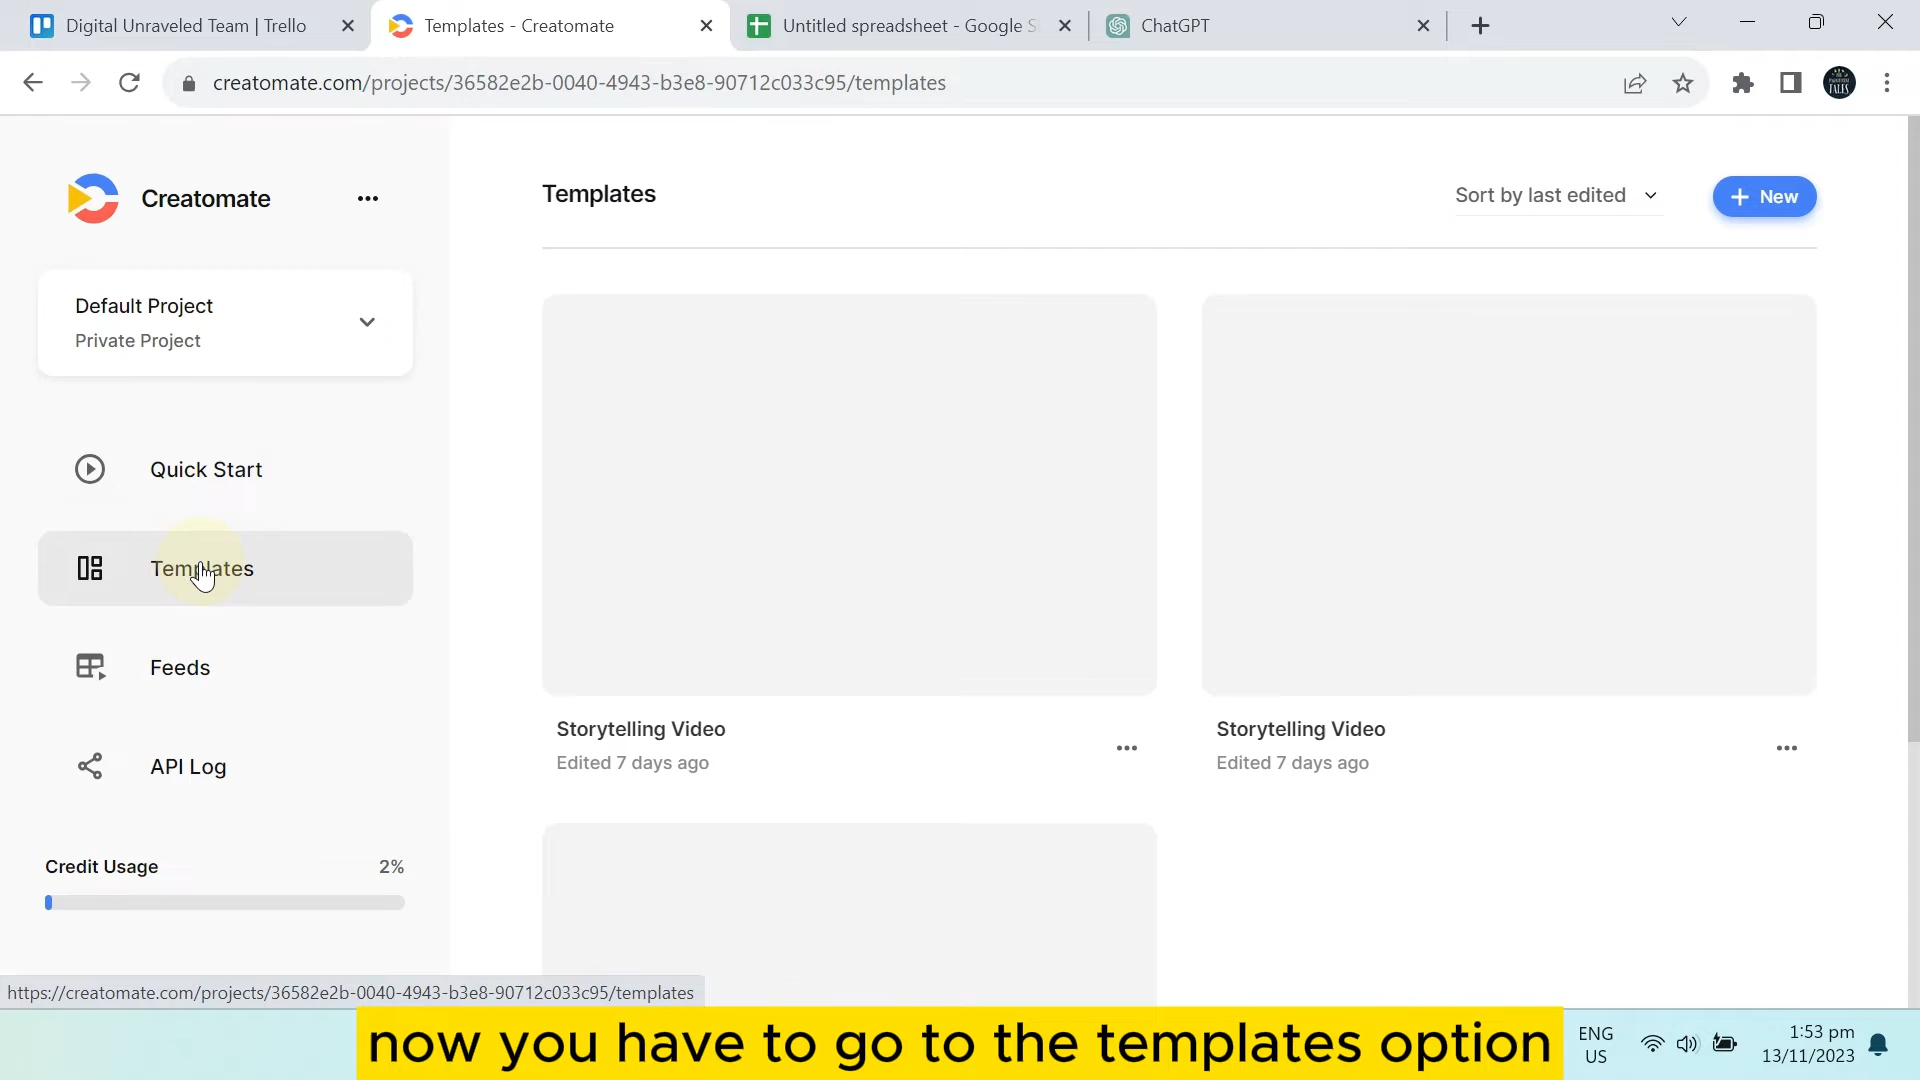 Digital Unraveled Team | Trello
Templates - Creatomate
Untitled spreadsheet - Google S
ChatGPT
creatomate.com/projects/36582e2b-0040-4943-b3e8-90712c033c95/templates
Creatomate
Default Project
Private Project
Quick Start
Templates
Feeds
API Log
Credit Usage 2%
Templates
Sort by last edited
+ New
Storytelling Video
Edited 7 days ago
Storytelling Video
Edited 7 days ago
https://creatomate.com/projects/36582e2b-0040-4943-b3e8-90712c033c95/templates
now you have to go to the templates option
ENG
US
1:53 pm
13/11/2023